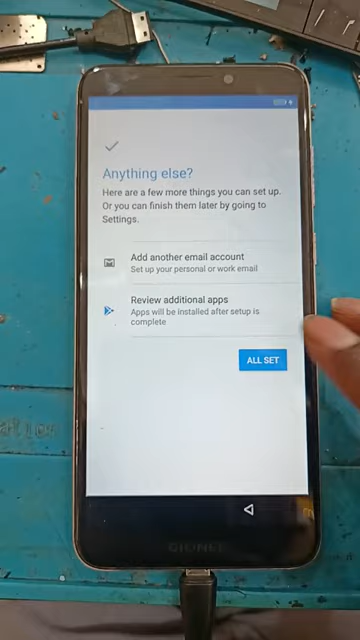 Anything else?
Here are a few more things you can set up.
Or you can finish them later by going to
Settings.
Add another email account
Set up your personal or work email
Review additional apps
Apps will be installed after setup is
complete
ALL SET
GIONEE